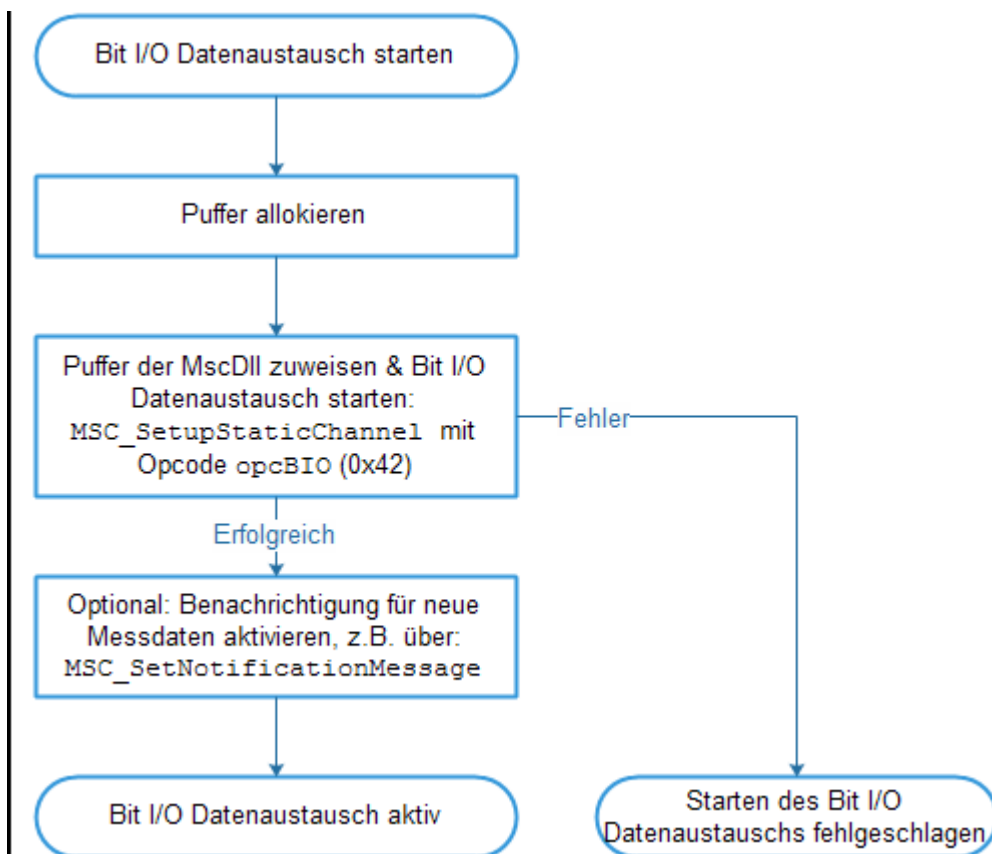 Bit I/O Datenaustausch starten
Puffer allokieren
Puffer der MscDll zuweisen & Bit I/O
Datenaustausch starten:
MSC_SetupStaticChannel mit
Opcode opcBIO (0x42)
Fehler
Erfolgreich
Optional: Benachrichtigung für neue
Messdaten aktivieren, z.B. über:
MSC_SetNotificationMessage
Bit I/O Datenaustausch aktiv
Starten des Bit I/O
Datenaustauschs fehlgeschlagen